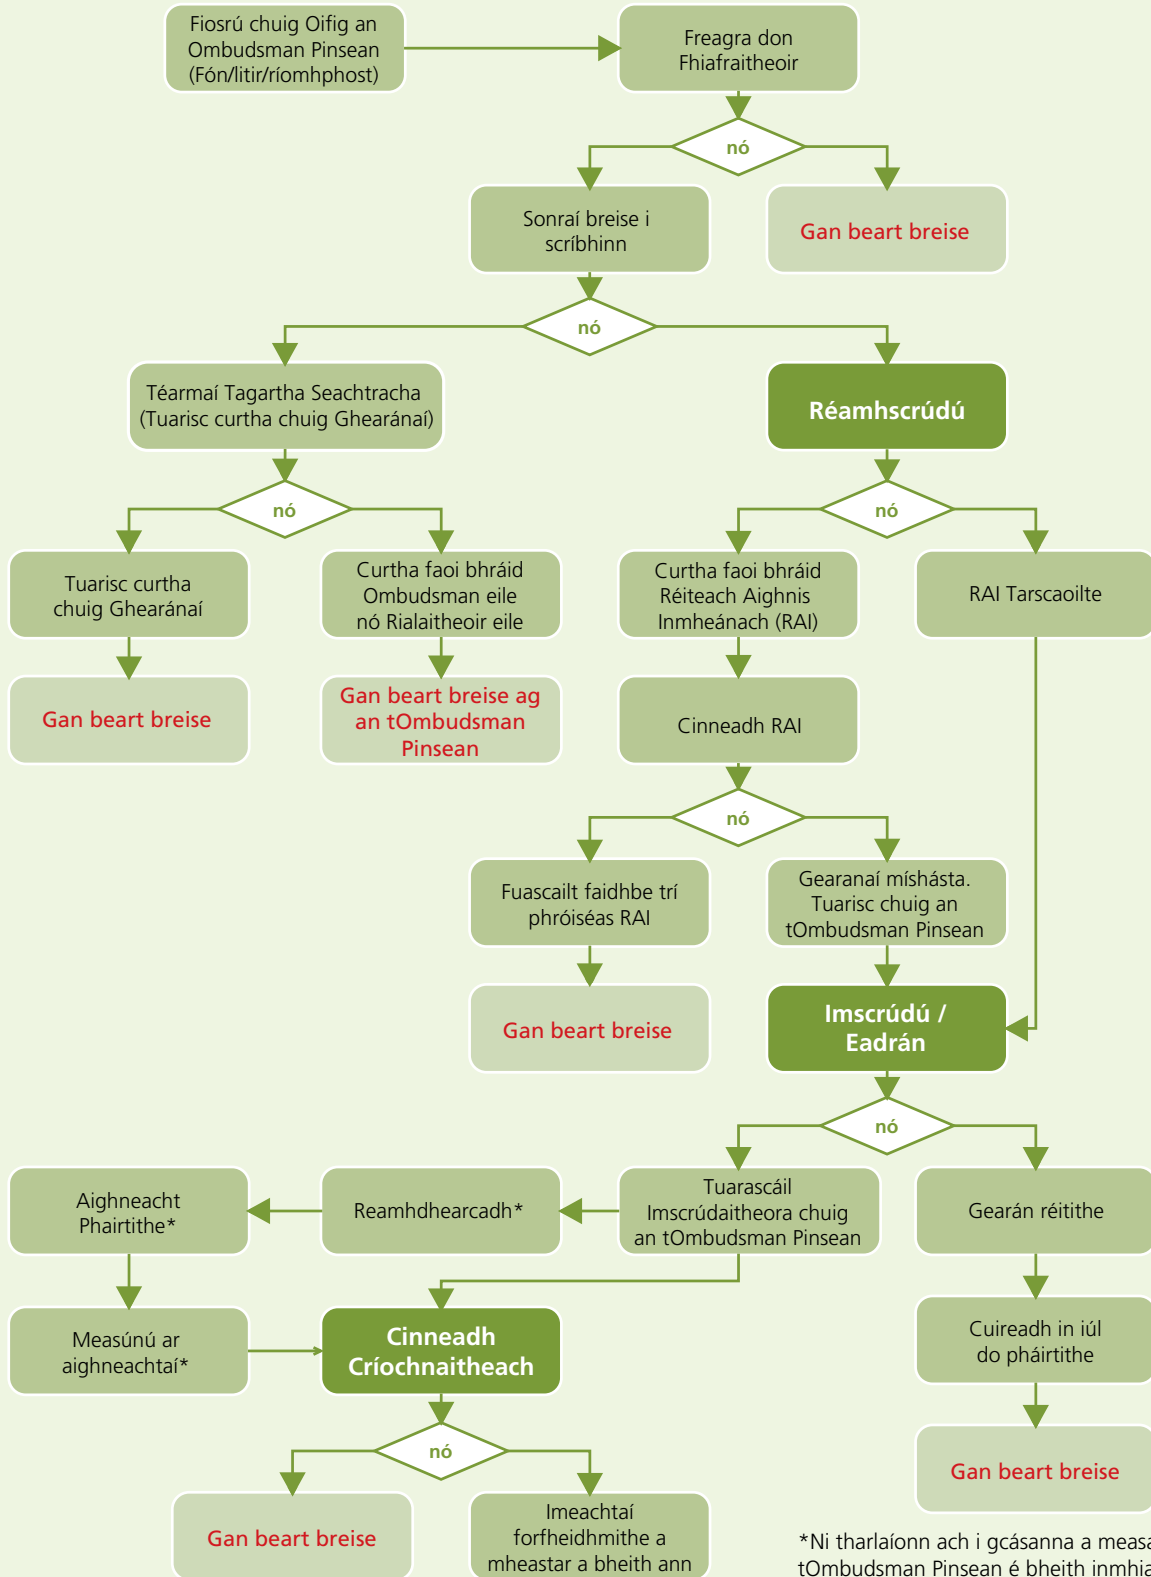 Fiosrú chuig Oifig an
Ombudsman Pinsean
(Fón/litir/ríomhphost)
Freagra don
Fhiafraitheoir
nó
Sonraí breise i
scríbhinn
Gan beart breise
nó
Téarmaí Tagartha Seachtracha
(Tuarisc curtha chuig Ghearánaí)
Réamhscrúdú
nó
nó
Tuarisc curtha
chuig Ghearánaí
Curtha faoi bhráid
Ombudsman eile
nó Rialaitheoir eile
Curtha faoi bhráid
Réiteach Aighnis
Inmheánach (RAI)
RAI Tarscaoilte
Gan beart breise
Gan beart breise ag
an tOmbudsman
Pinsean
Cinneadh RAI
nó
Fuascailt faidhbe trí
phróiséas RAI
Gearanaí míshásta.
Tuarisc chuig an
tOmbudsman Pinsean
Gan beart breise
Imscrúdú /
Eadrán
nó
Aighneacht
Phairtithe*
Reamhdhearcadh*
Tuarascáil
Imscrúdaitheora chuig
an tOmbudsman Pinsean
Gearán réitithe
Measúnú ar
aighneachtaí*
Cinneadh
Críochnaitheach
Cuireadh in iúl
do pháirtithe
nó
Gan beart breise
Gan beart breise
Imeachtaí
forfheidhmithe a
mheastar a bheith ann
*Ni tharlaíonn ach i gcásanna a measa
tOmbudsman Pinsean é bheith inmhia